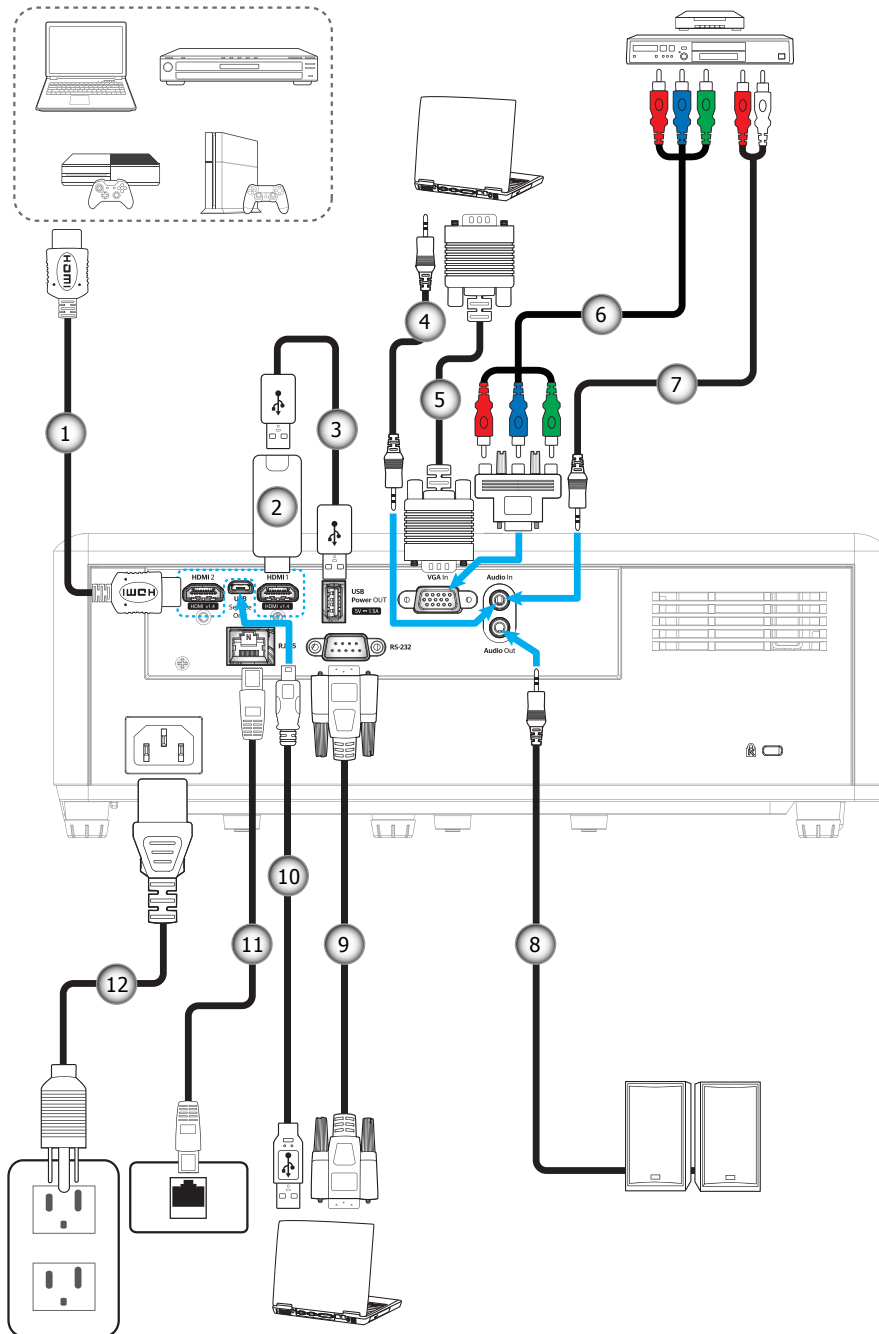 HDMI
4
6
5
7
1
3
2
HDMI
HDMI 2
HDMI v1.4
USB
HDMI 1
HDMI v1.4
USB
Power OUT
5V 1.5A
VGA In
Audio In
Audio Out
RS-232
10
11
9
8
12